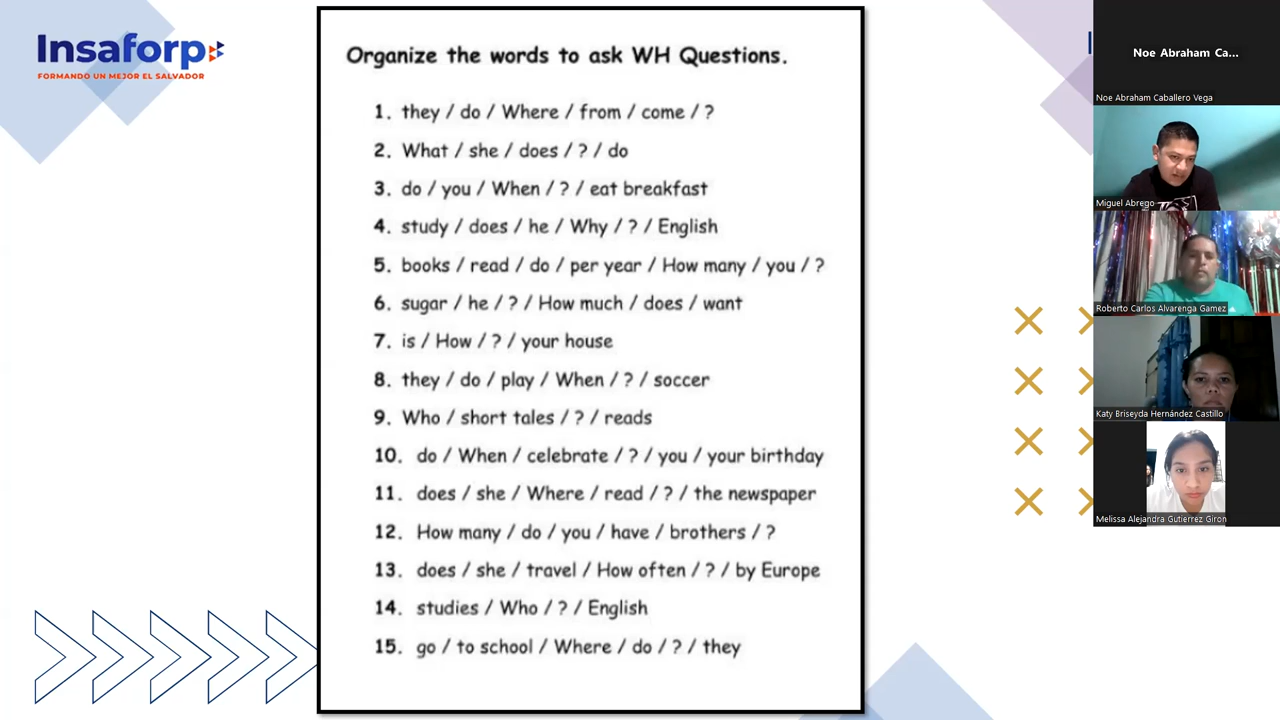 Insaforp
FORMANDO UN MEJOR EL SALVADOR
Organize the words to ask WH Questions.
1. they / do / Where / from / come / ?
2. What / she / does / ? / do
3. do / you / When / ? / eat breakfast
4. study / does / he / Why / ? / English
5. books / read / do / per year / How many / you / ?
6. sugar / he / ? / How much / does / want
7. is / How / ? / your house
8. they / do / play / When / ? / soccer
9. Who / short tales / ? / reads
10. do / When / celebrate / ? / you / your birthday
11. does / she / Where / read / ? / the newspaper
12. How many / do / you / have / brothers / ?
13. does / she / travel / How often / ? / by Europe
14. studies / Who / ? / English
15. go / to school / Where / do / ? / they
Noe Abraham Ca...
Noe Abraham Caballero Vega
Miguel Abrego
Roberto Carlos Alvarenga Gamez
Katy Briseyda Hernández Castillo
Melissa Alejandra Gutierrez Giron